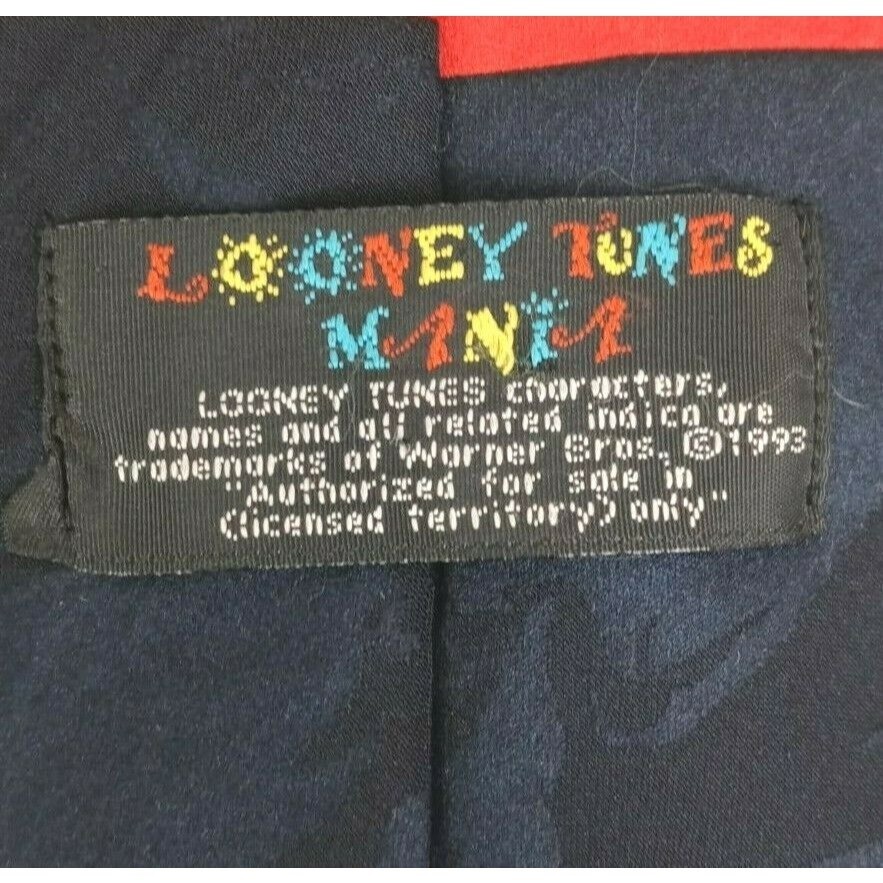 LOONEY TUNES
MANIA
LOONEY TUNES characters,
names and all related indica are
trademarks of Warner Bros, ©1993
"Authorized for sale in
(licensed territory) only"